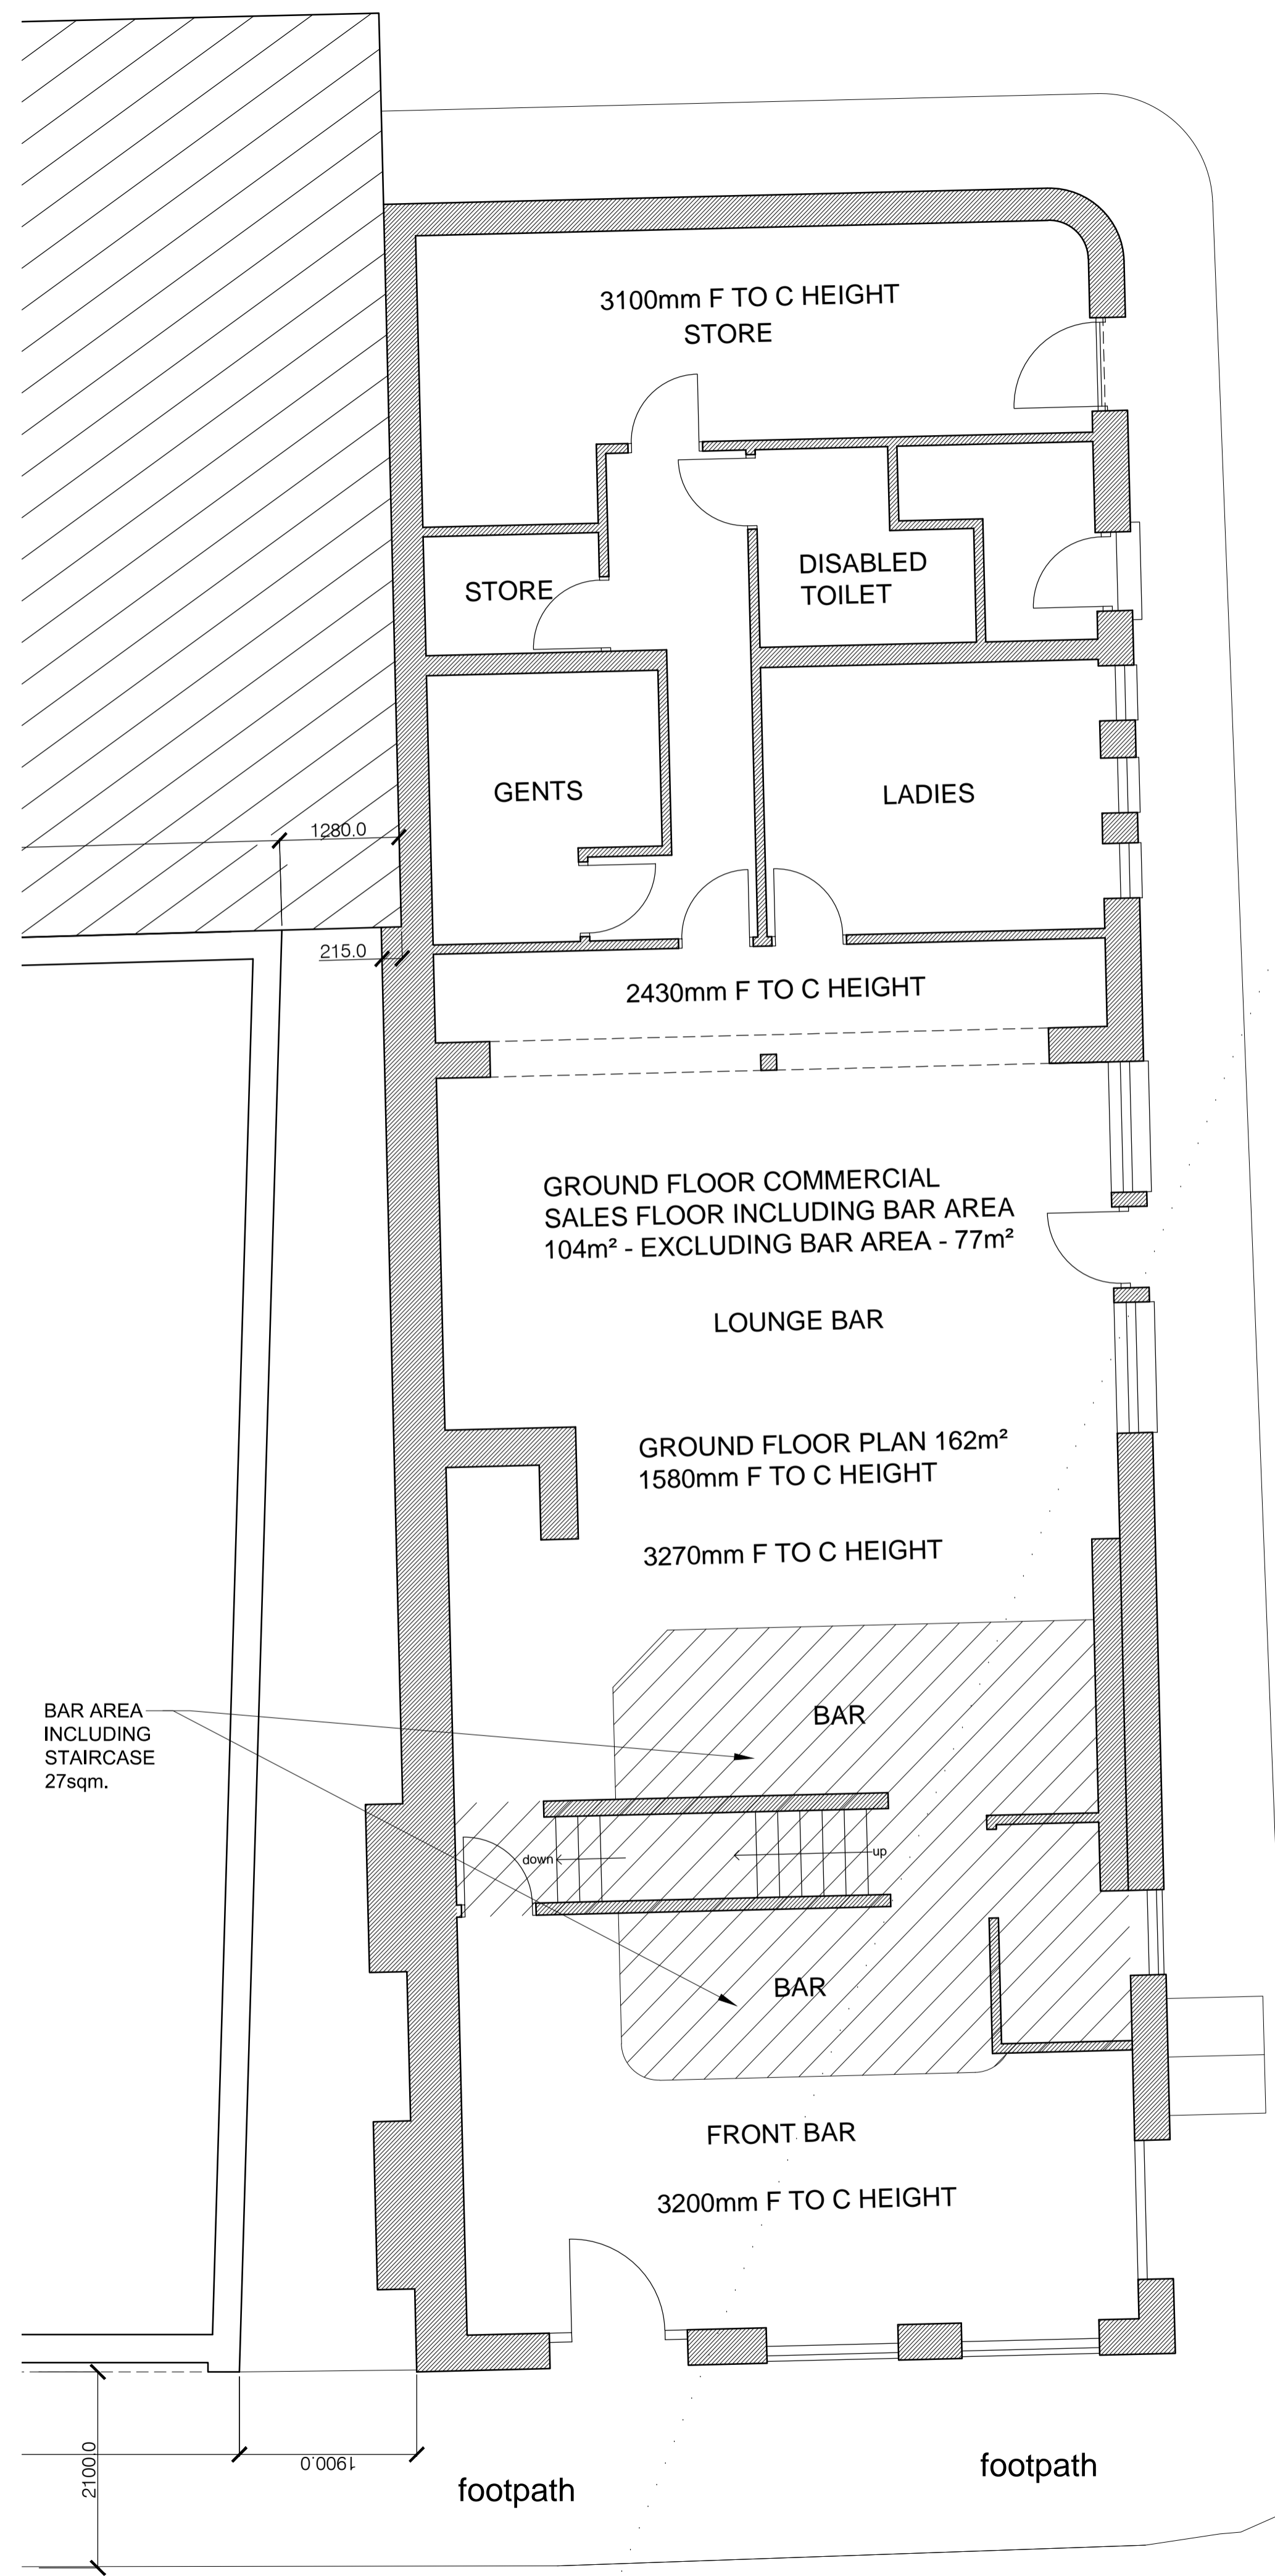 3100mm F TO C HEIGHT
STORE
STORE
DISABLED
TOILET
GENTS
LADIES
1280.0
215.0
2430mm F TO C HEIGHT
GROUND FLOOR COMMERCIAL
SALES FLOOR INCLUDING BAR AREA
104m² - EXCLUDING BAR AREA - 77m²
LOUNGE BAR
GROUND FLOOR PLAN 162m²
1580mm F TO C HEIGHT
3270mm F TO C HEIGHT
BAR AREA
INCLUDING
STAIRCASE
27sqm.
BAR
down
up
BAR
FRONT BAR
3200mm F TO C HEIGHT
2100.0
1900.0
footpath
footpath